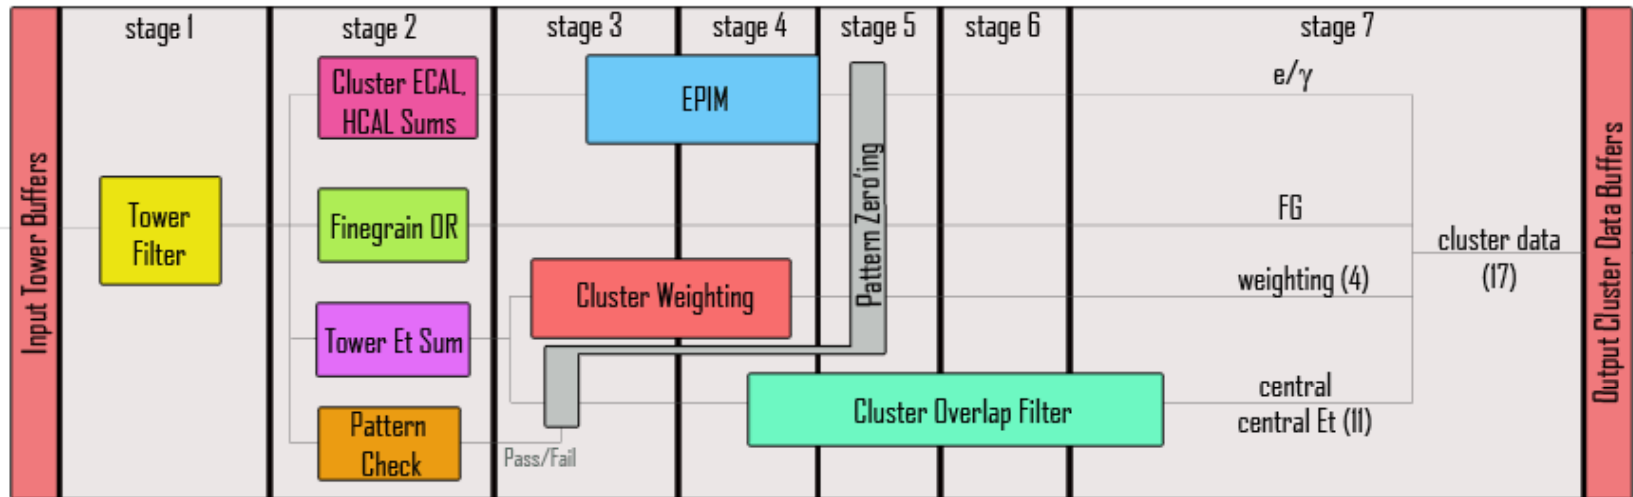 stage 1
stage 2
stage 3
stage 4
stage 5
stage 6
stage 7
Input Tower Buffers
Tower
Filter
Cluster ECAL,
HCAL Sums
Finegrain OR
Tower Et Sum
Pattern
Check
Pass/Fail
EPIM
Cluster Weighting
Pattern Zero'ing
Cluster Overlap Filter
e/γ
FG
weighting (4)
central
central Et (11)
cluster data
(17)
Output Cluster Data Buffers